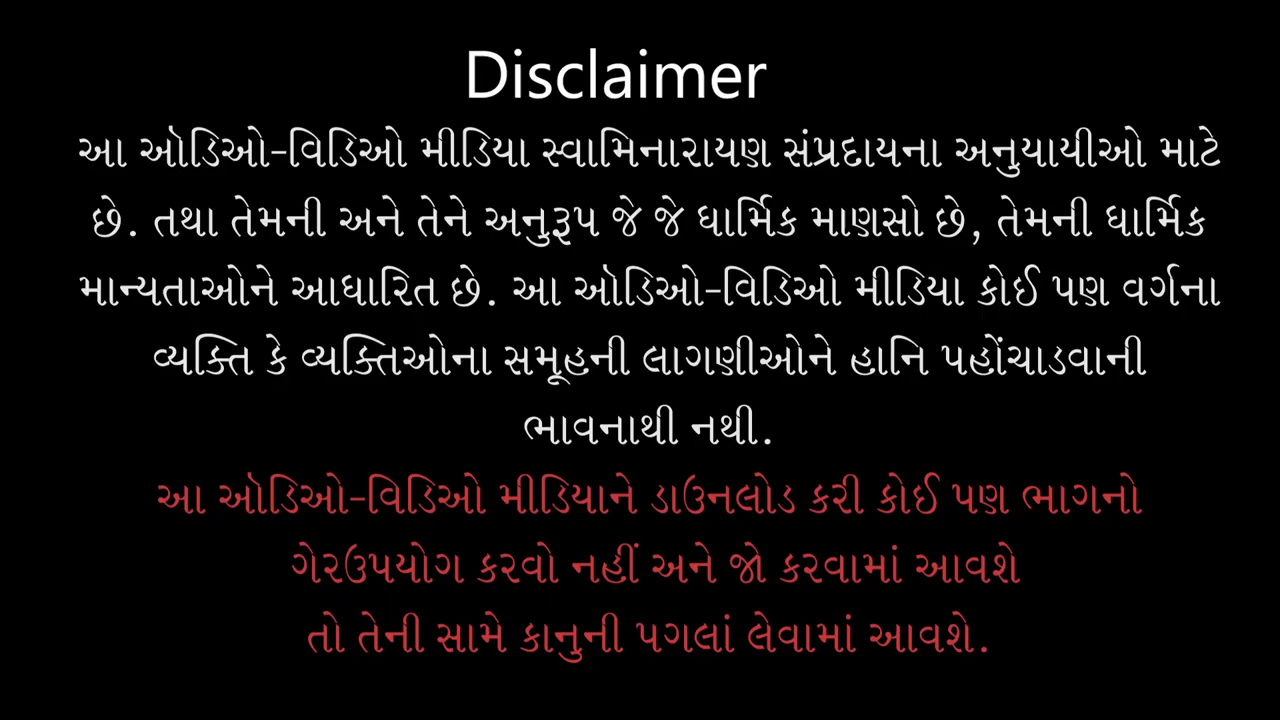 Disclaimer
આ ઑડિઓ-વિડિઓ મીડિયા સ્વામિનારાયણ સંપ્રદાયના અનુયાયીઓ માટે
છે. તથા તેમની અને તેને અનુરૂપ જે જે ધાર્મિક માણસો છે, તેમની ધાર્મિક
માન્યતાઓને આધારિત છે. આ ઑડિઓ-વિડિઓ મીડિયા કોઈ પણ વર્ગના
વ્યક્તિ કે વ્યક્તિઓના સમૂહની લાગણીઓને હાનિ પહોંચાડવાની
ભાવનાથી નથી.
આ ઑડિઓ-વિડિઓ મીડિયાને ડાઉનલોડ કરી કોઈ પણ ભાગનો
ગેરઉપયોગ કરવો નહીં અને જો કરવામાં આવશે
તો તેની સામે કાનુની પગલાં લેવામાં આવશે.